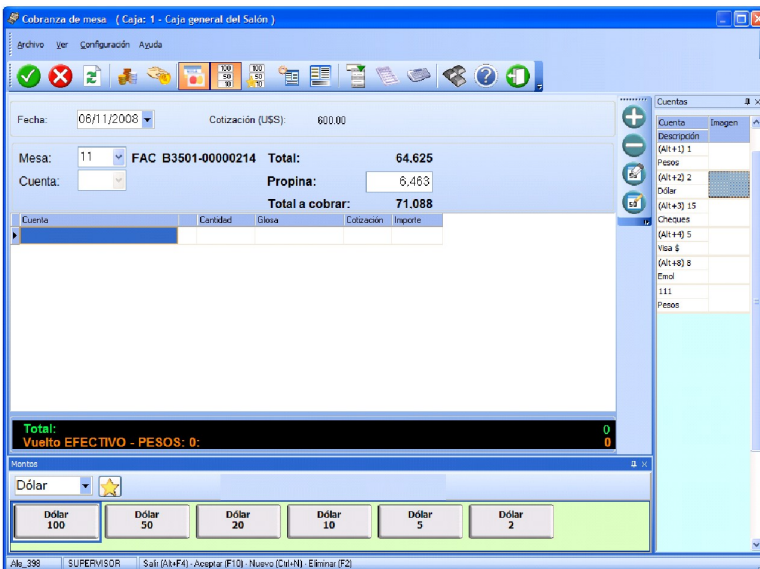 Cobranza de mesa ( Caja: 1 - Caja general del Salón )
Archivo Ver Configuración Ayuda
Fecha: 06/11/2008 Cotización (U$S): 600.00
Mesa: 11 FAC B3501-00000214 Total: 64.625
Cuenta: Propina: 6,463
Total a cobrar: 71.088
Cuenta Cantidad Glosa Cotización Importe
Total: 0
Vuelto EFECTIVO - PESOS: 0: 0
Montos
Dólar
Dólar 100
Dólar 50
Dólar 20
Dólar 10
Dólar 5
Dólar 2
Cuentas
Cuenta Imagen
Descripción
(Alt+1) 1
Pesos
(Alt+2) 2
Dólar
(Alt+3) 15
Cheques
(Alt+4) 5
Visa $
(Alt+8) 8
Emol
111
Pesos
Ale_398 SUPERVISOR Salir (Alt+F4) - Aceptar (F10) - Nuevo (Ctrl+N) - Eliminar (F2)